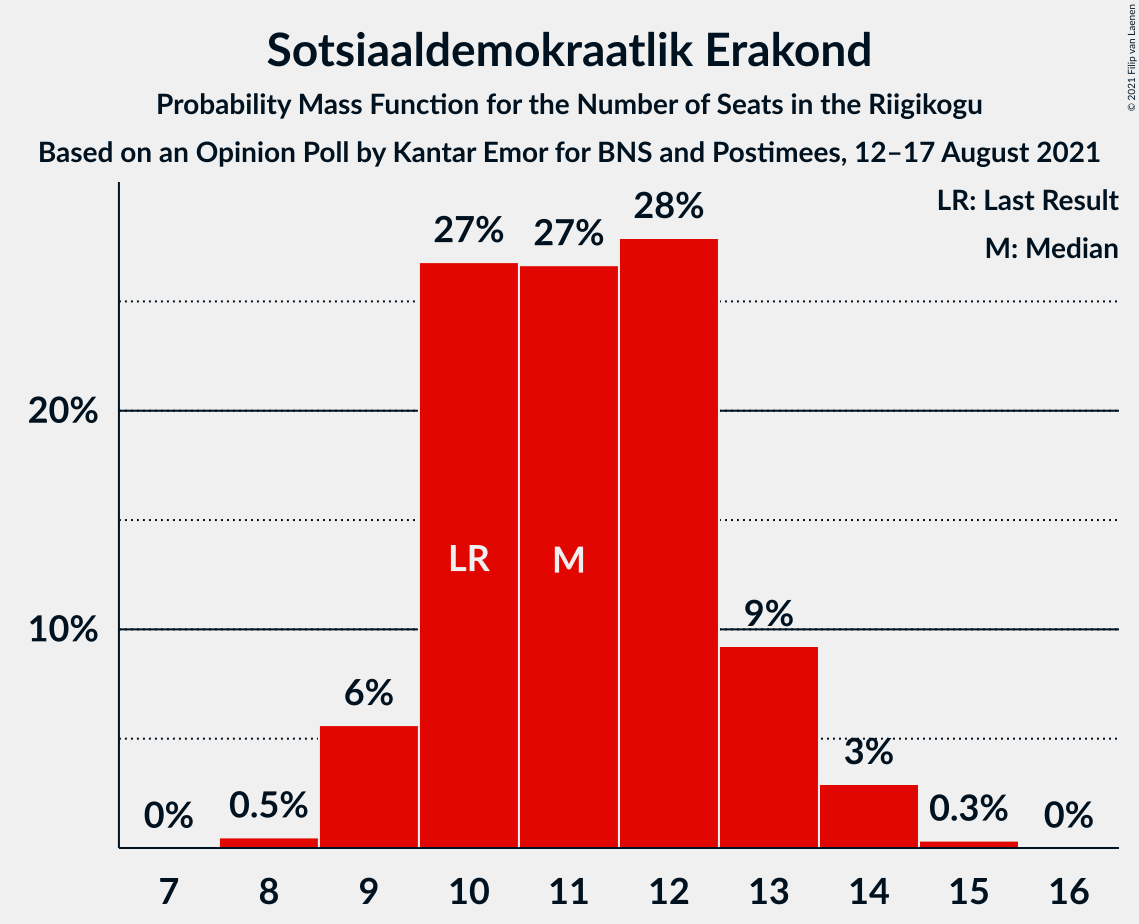 Sotsiaaldemokraatlik Erakond
Probability Mass Function for the Number of Seats in the Riigikogu
Based on an Opinion Poll by Kantar Emor for BNS and Postimees, 12–17 August 2021
© 2021 Filip van Laenen
LR: Last Result
M: Median
20%
10%
0%
0.5%
6%
27%
27%
28%
9%
3%
0.3%
0%
LR
M
7 8 9 10 11 12 13 14 15 16